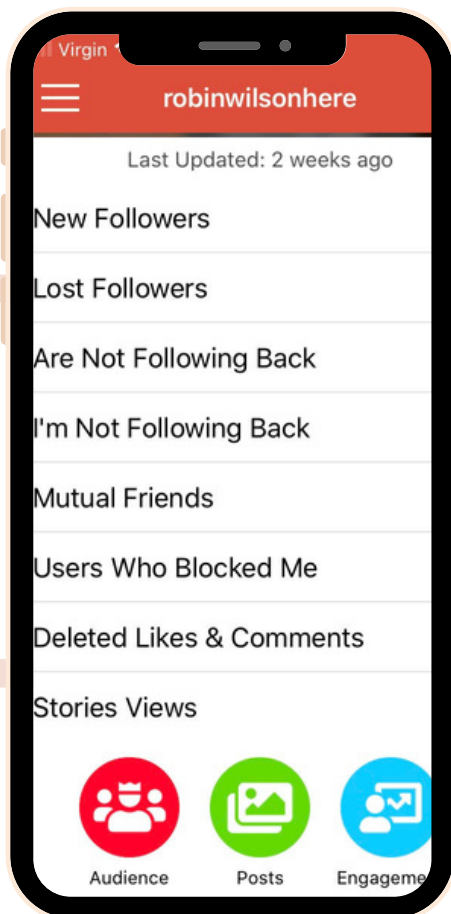 Virgin
robinwilsonhere
Last Updated: 2 weeks ago
New Followers
Lost Followers
Are Not Following Back
I'm Not Following Back
Mutual Friends
Users Who Blocked Me
Deleted Likes & Comments
Stories Views
Audience Posts Engageme